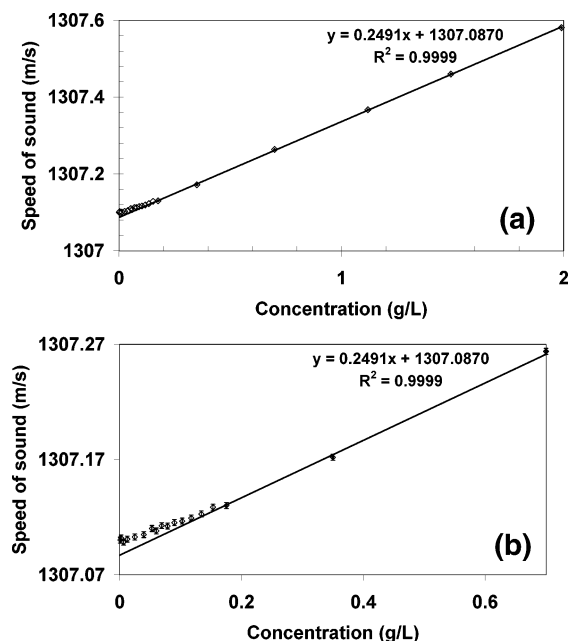 1307.6
y = 0.2491x + 1307.0870
R² = 0.9999
1307.4
1307.2
1307
Speed of sound (m/s)
(a)
0 1 2
Concentration (g/L)
1307.27
y = 0.2491x + 1307.0870
R² = 0.9999
1307.17
1307.07
Speed of sound (m/s)
(b)
0 0.2 0.4 0.6
Concentration (g/L)